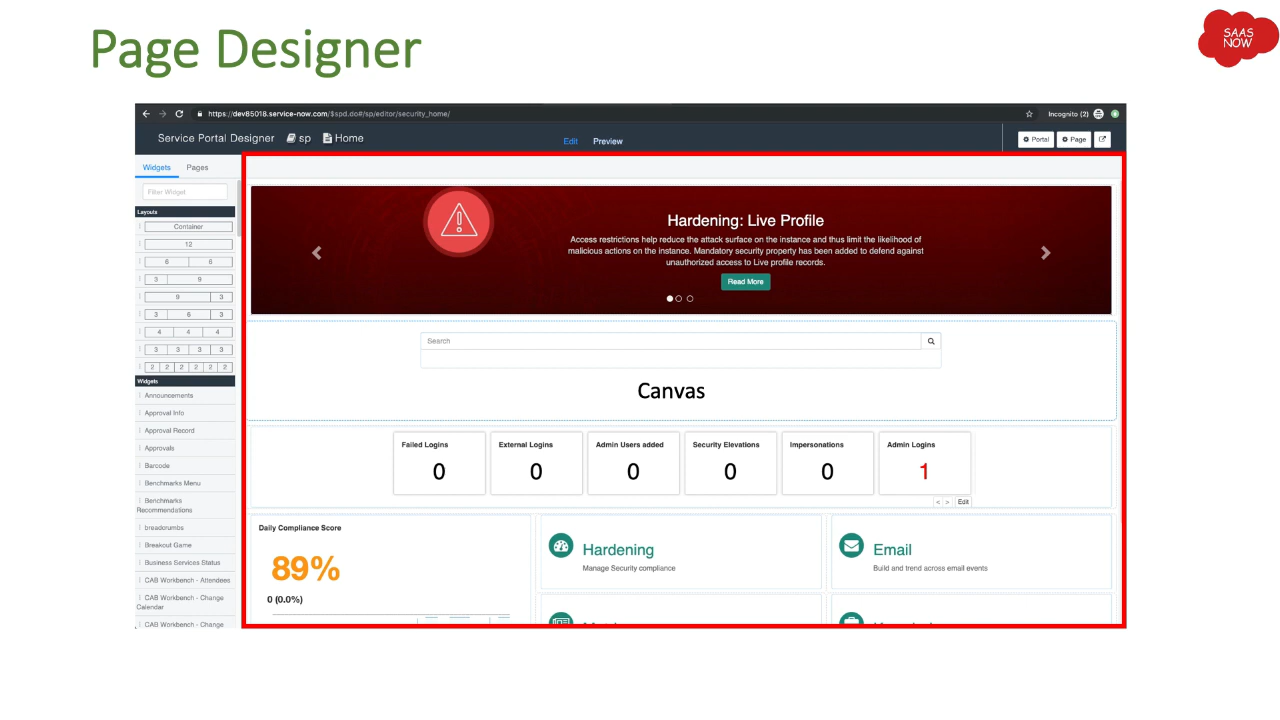 Page Designer
SAAS
NOW
https://dev85018.service-now.com/$spd.do#/sp/editor/security_home/
Incognito (2)
Service Portal Designer
sp
Home
Edit
Preview
Portal
Page
Widgets
Pages
Filter Widget
Layouts
Container
12
6 6
3 9
9 3
3 6 3
4 4 4
3 3 3 3
2 2 2 2 2 2
Widgets
Announcements
Approval Info
Approval Record
Approvals
Barcode
Benchmarks Menu
Benchmarks
Recommendations
breadcrumbs
Breakout Game
Business Services Status
CAB Workbench - Attendees
CAB Workbench - Change
Calendar
CAB Workbench - Change
Hardening: Live Profile
Access restrictions help reduce the attack surface on the instance and thus limit the likelihood of
malicious actions on the instance. Mandatory security property has been added to defend against
unauthorized access to Live profile records.
Read More
Search
Canvas
Failed Logins
0
External Logins
0
Admin Users added
0
Security Elevations
0
Impersonations
0
Admin Logins
1
< > Edit
Daily Compliance Score
89%
0 (0.0%)
Hardening
Manage Security compliance
Email
Build and trend across email events